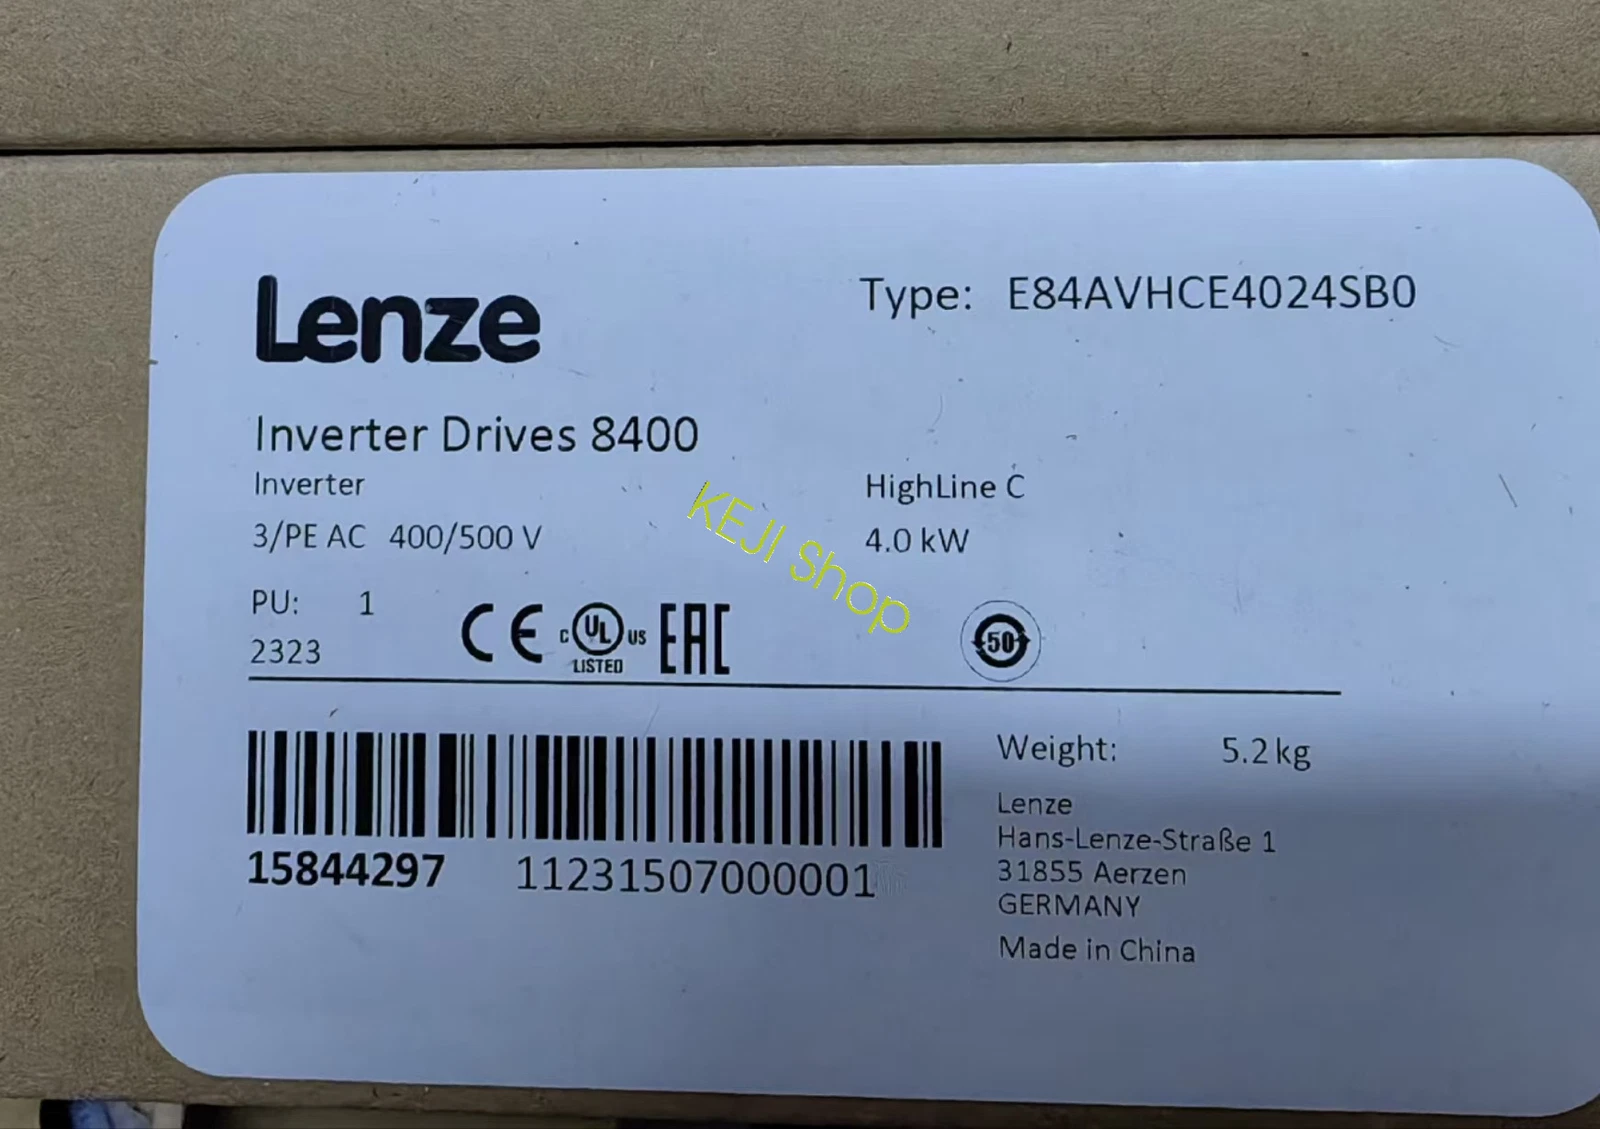 Lenze
Type: E84AVHCE4024SB0
Inverter Drives 8400
Inverter
HighLine C
3/PE AC 400/500 V
4.0 kW
KEJI Shop
PU: 1
2323
CE
C UL US
LISTED
EAC
50
15844297 11231507000001
Weight: 5.2 kg
Lenze
Hans-Lenze-Straße 1
31855 Aerzen
GERMANY
Made in China